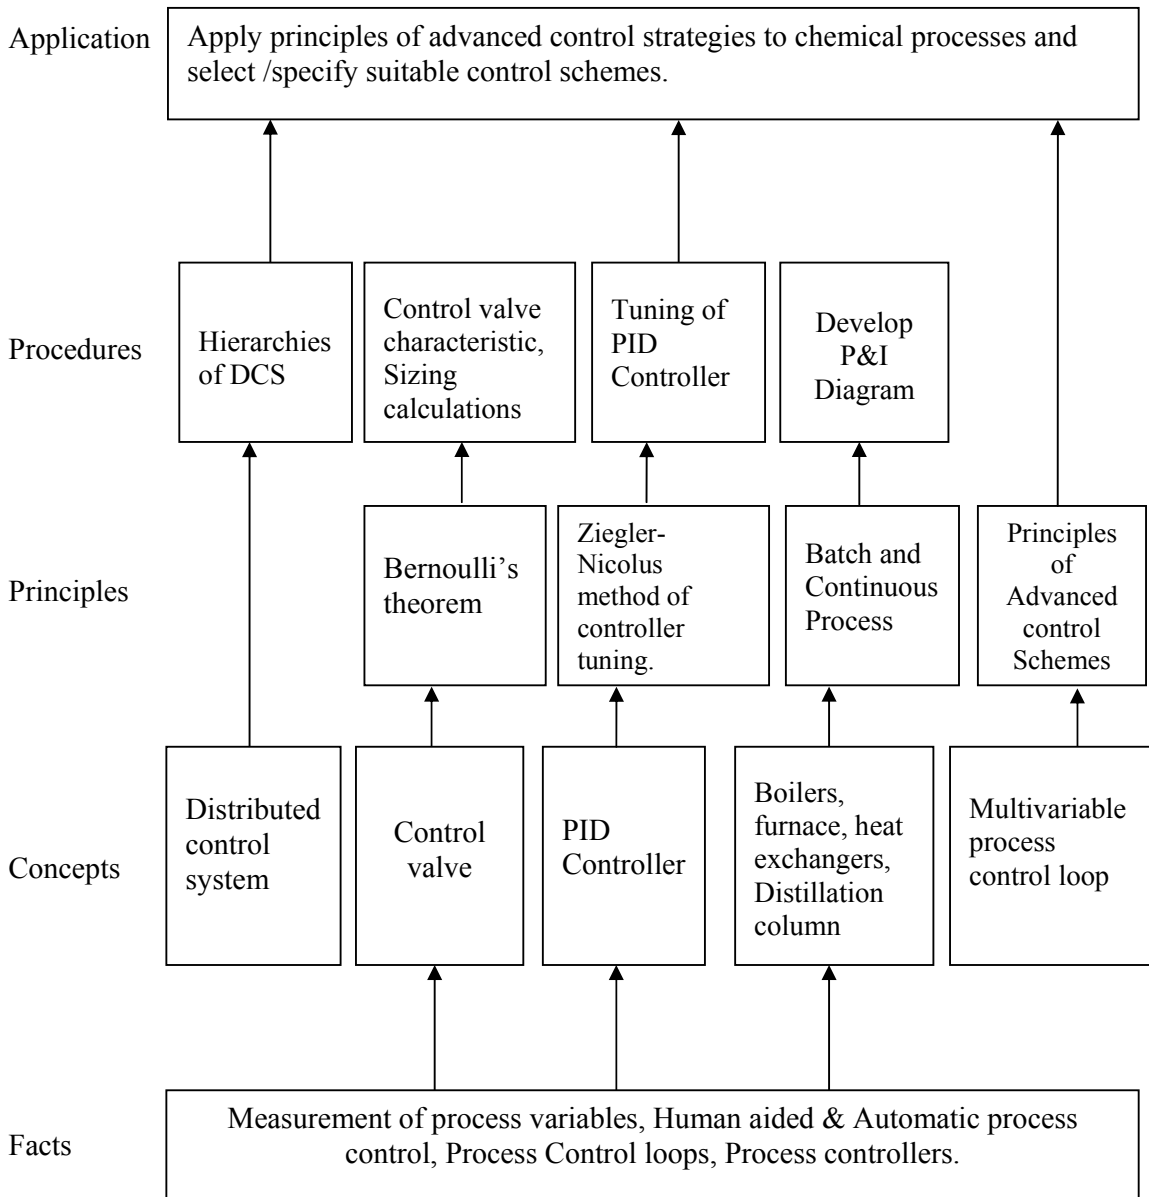 Application
Apply principles of advanced control strategies to chemical processes and
select /specify suitable control schemes.
Procedures
Hierarchies
of DCS
Control valve
characteristic,
Sizing
calculations
Tuning of
PID
Controller
Develop
P&I
Diagram
Principles
Bernoulli’s
theorem
Ziegler-
Nicolus
method of
controller
tuning.
Batch and
Continuous
Process
Principles
of
Advanced
control
Schemes
Concepts
Distributed
control
system
Control
valve
PID
Controller
Boilers,
furnace, heat
exchangers,
Distillation
column
Multivariable
process
control loop
Facts
Measurement of process variables, Human aided & Automatic process
control, Process Control loops, Process controllers.